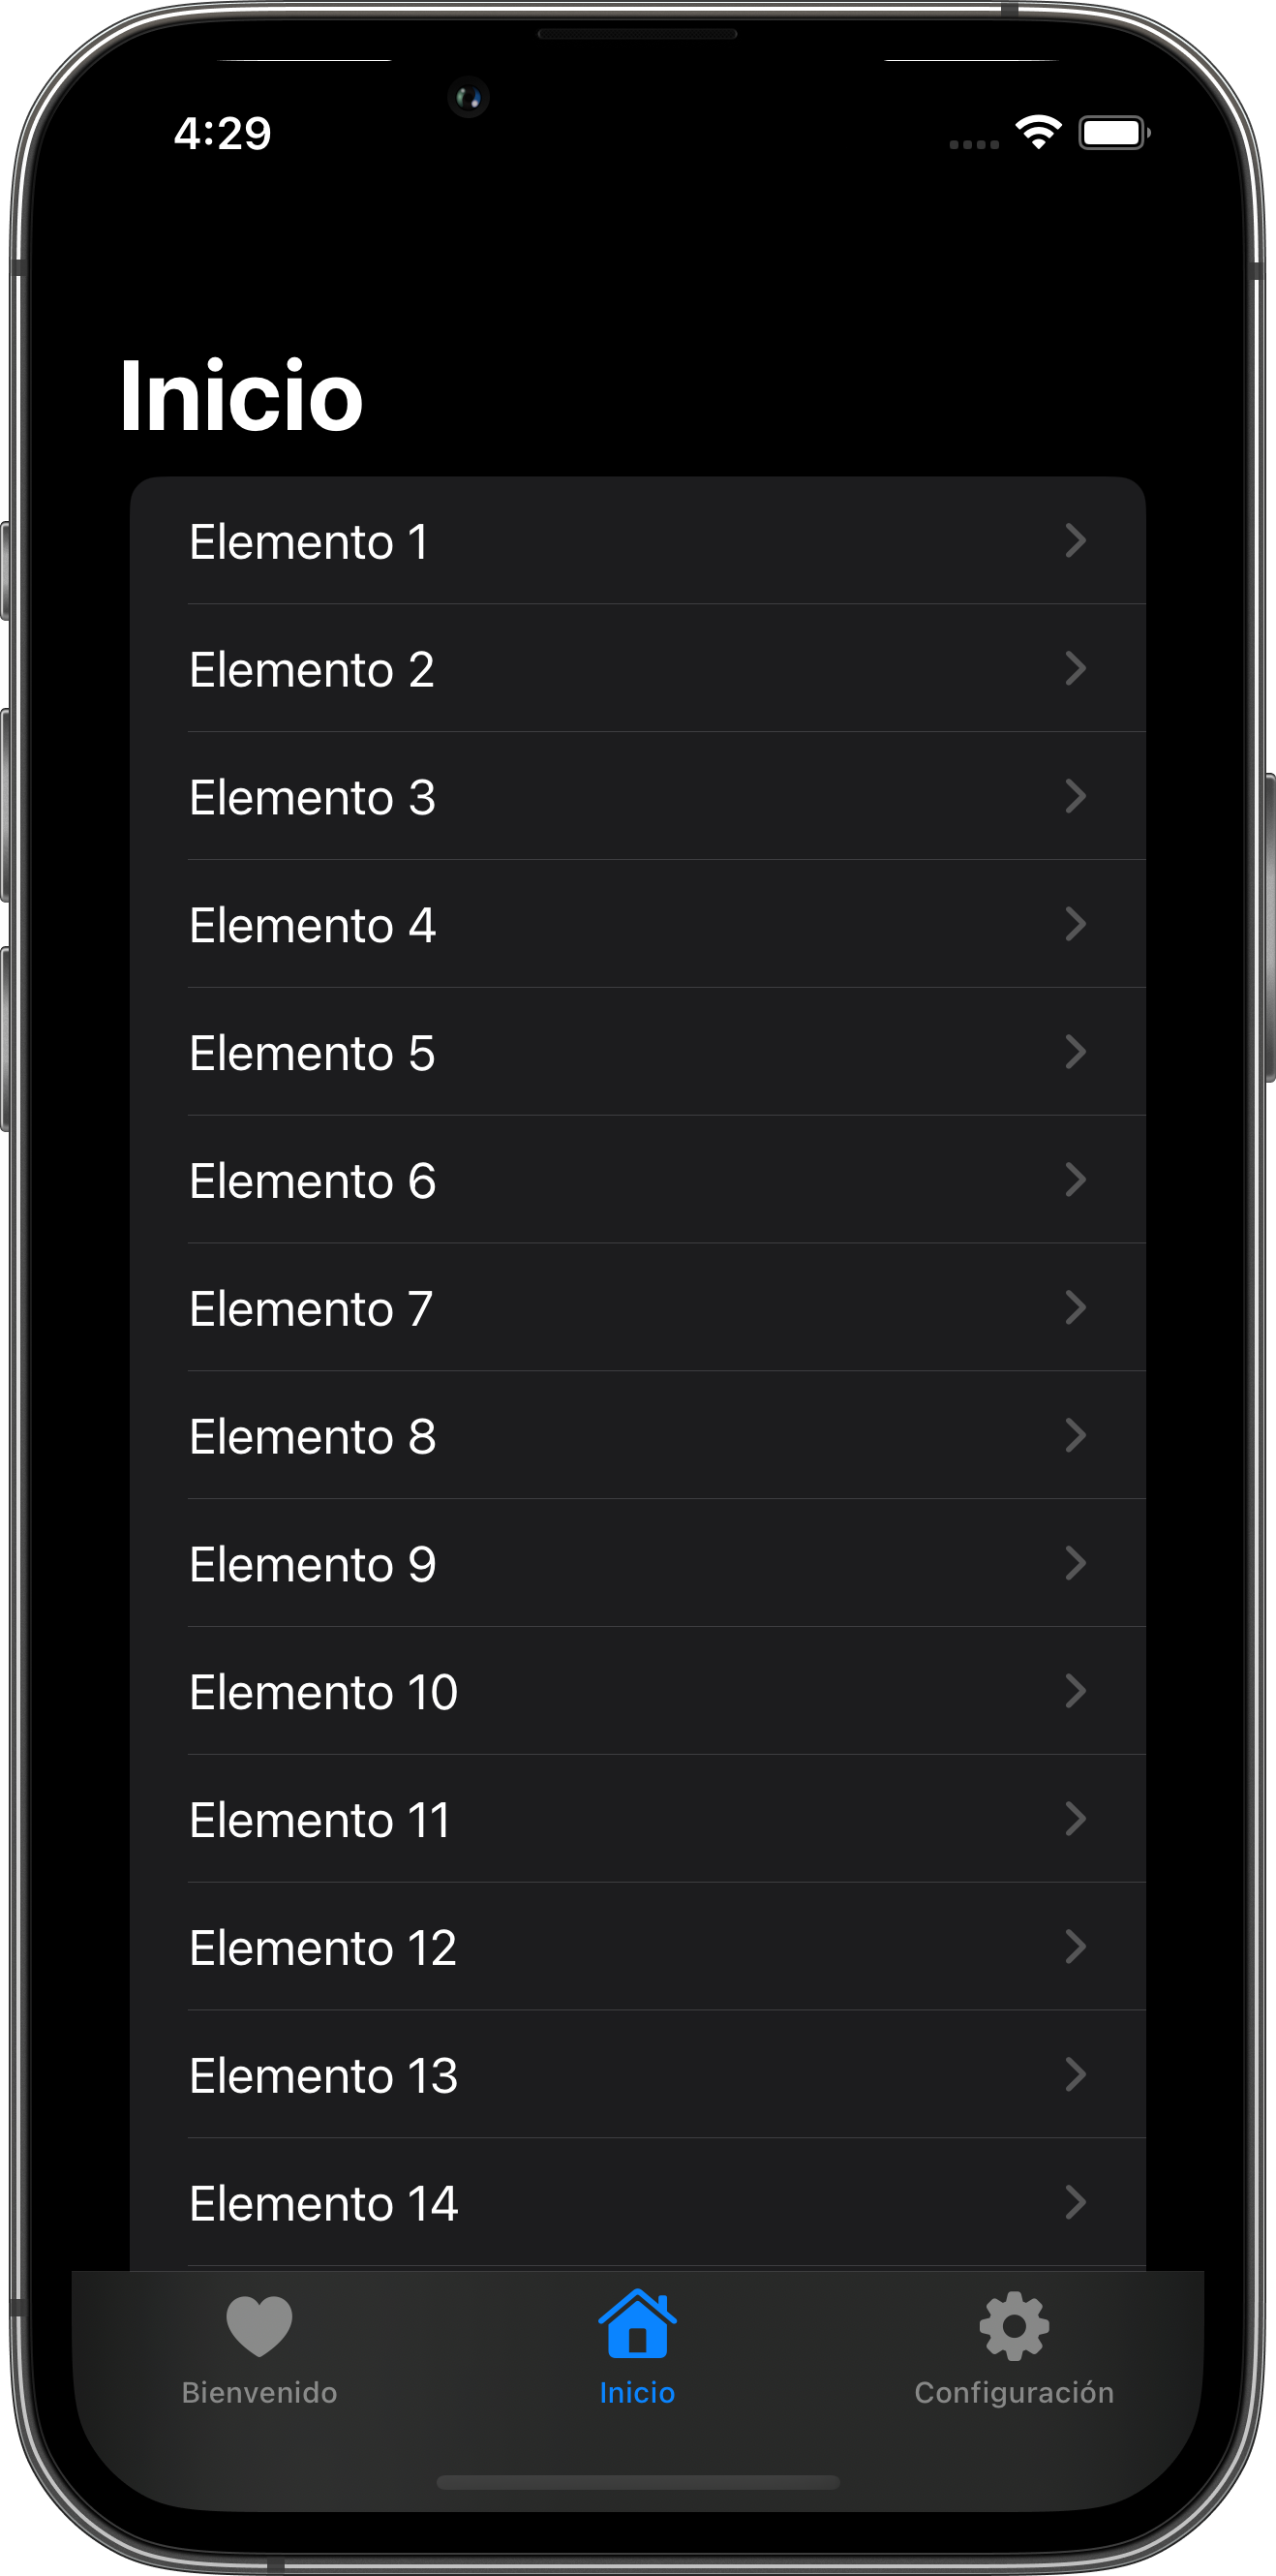 4:29
Inicio
Elemento 1
Elemento 2
Elemento 3
Elemento 4
Elemento 5
Elemento 6
Elemento 7
Elemento 8
Elemento 9
Elemento 10
Elemento 11
Elemento 12
Elemento 13
Elemento 14
Bienvenido Inicio Configuración